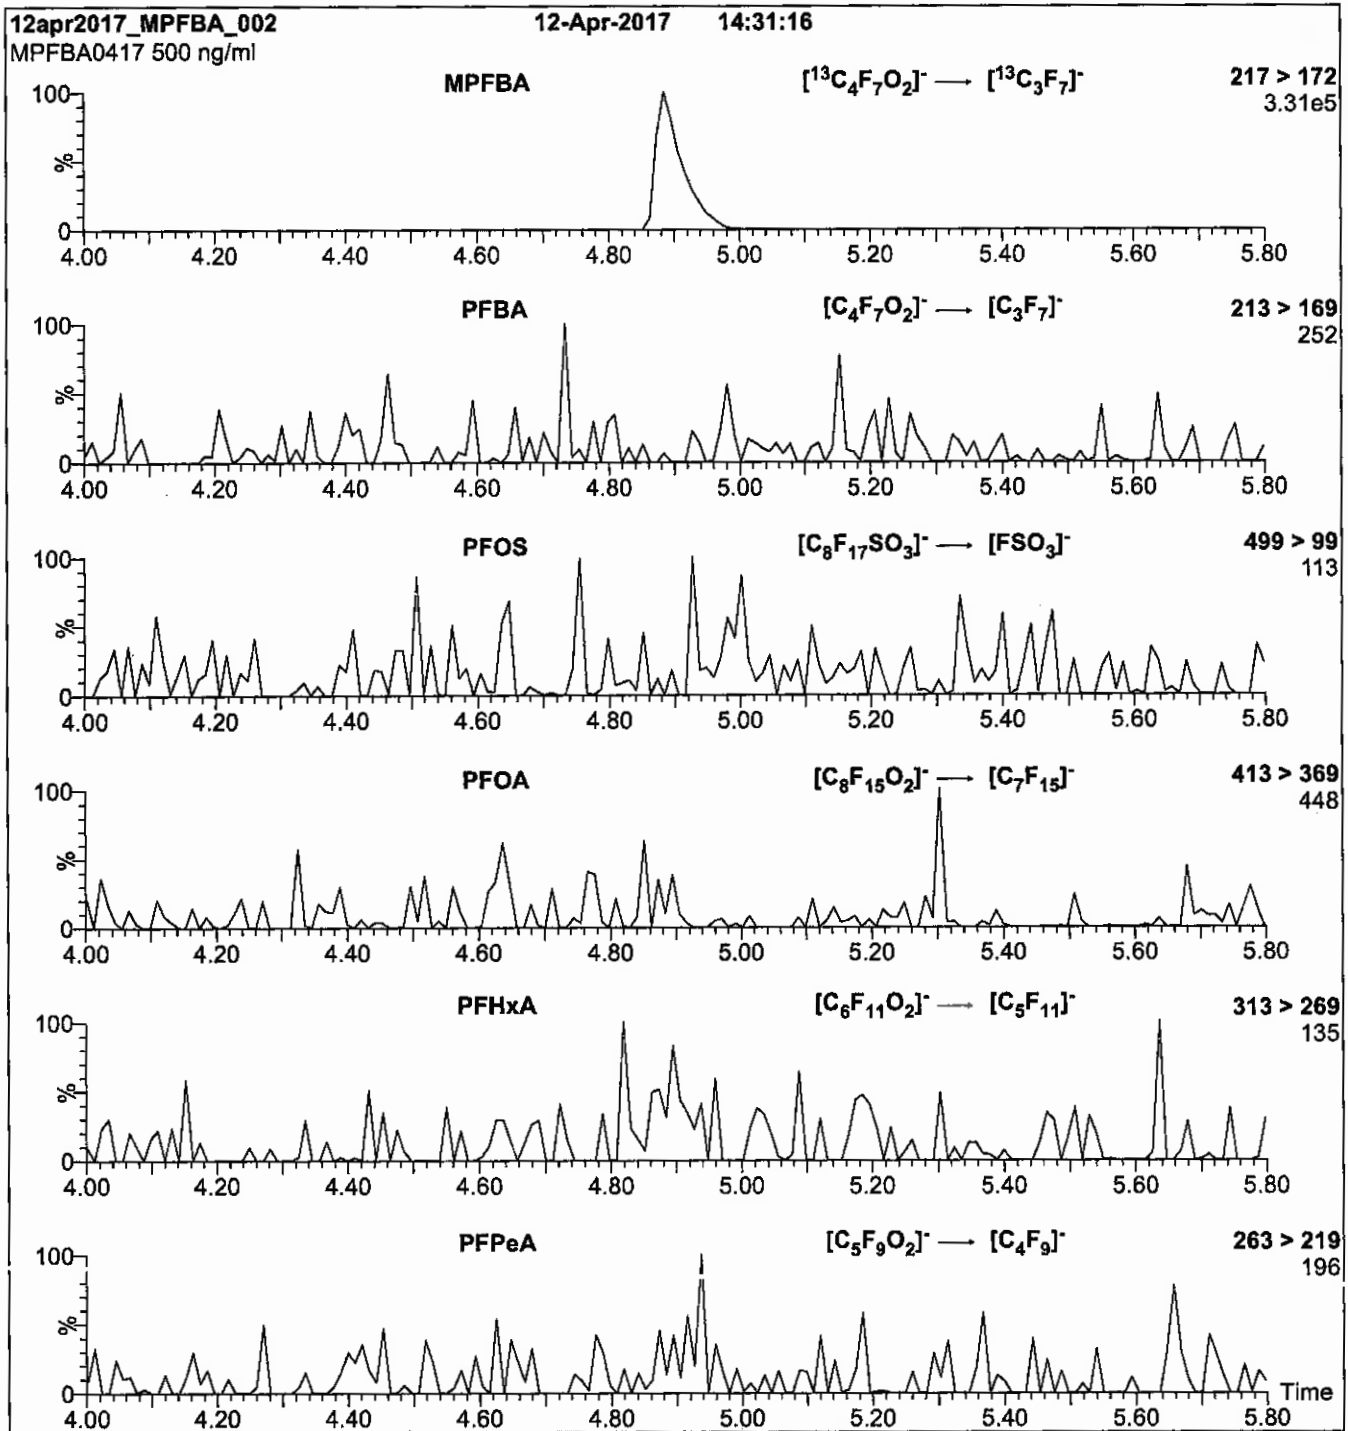 12apr2017_MPFBA_002 12-Apr-2017 14:31:16
MPFBA0417 500 ng/ml
MPFBA [¹³C₄F₇O₂]⁻ → [¹³C₃F₇]⁻ 217 > 172
3.31e5
100
%
0
4.00 4.20 4.40 4.60 4.80 5.00 5.20 5.40 5.60 5.80
PFBA [C₄F₇O₂]⁻ → [C₃F₇]⁻ 213 > 169
252
100
%
0
4.00 4.20 4.40 4.60 4.80 5.00 5.20 5.40 5.60 5.80
PFOS [C₈F₁₇SO₃]⁻ → [FSO₃]⁻ 499 > 99
113
100
%
0
4.00 4.20 4.40 4.60 4.80 5.00 5.20 5.40 5.60 5.80
PFOA [C₈F₁₅O₂]⁻ → [C₇F₁₅]⁻ 413 > 369
448
100
%
0
4.00 4.20 4.40 4.60 4.80 5.00 5.20 5.40 5.60 5.80
PFHxA [C₆F₁₁O₂]⁻ → [C₅F₁₁]⁻ 313 > 269
135
100
%
0
4.00 4.20 4.40 4.60 4.80 5.00 5.20 5.40 5.60 5.80
PFPeA [C₅F₉O₂]⁻ → [C₄F₉]⁻ 263 > 219
196
100
%
0 Time
4.00 4.20 4.40 4.60 4.80 5.00 5.20 5.40 5.60 5.80